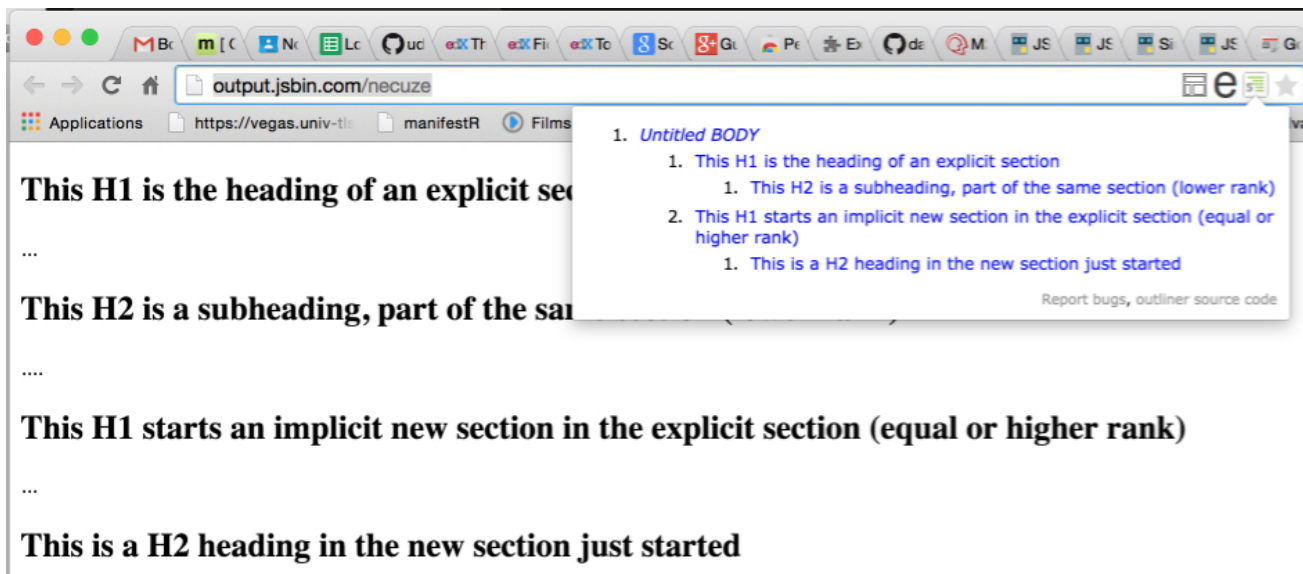 output.jsbin.com/necuze
Applications https://vegas.univ-tls manifestR Films
1. Untitled BODY
1. This H1 is the heading of an explicit section
1. This H2 is a subheading, part of the same section (lower rank)
2. This H1 starts an implicit new section in the explicit section (equal or
higher rank)
1. This is a H2 heading in the new section just started
Report bugs, outliner source code
This H1 is the heading of an explicit sec
...
This H2 is a subheading, part of the sa
....
This H1 starts an implicit new section in the explicit section (equal or higher rank)
...
This is a H2 heading in the new section just started